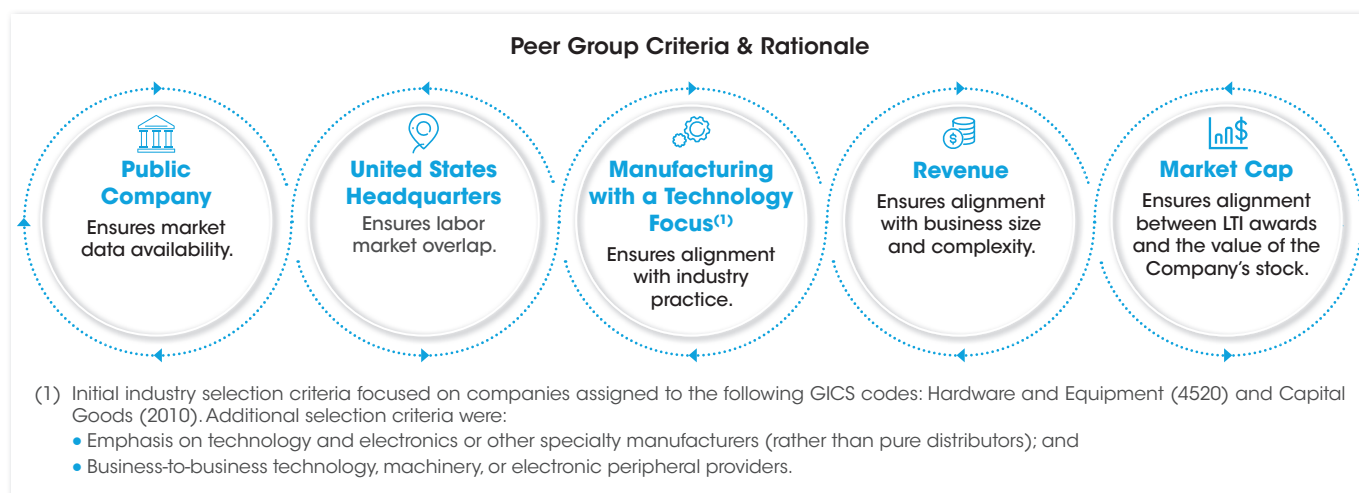 Peer Group Criteria & Rationale
Public
Company
Ensures market
data availability.
United States
Headquarters
Ensures labor
market overlap.
Manufacturing
with a Technology
Focus(1)
Ensures alignment
with industry
practice.
$
Revenue
Ensures alignment
with business size
and complexity.
$
Market Cap
Ensures alignment
between LTI awards
and the value of the
Company's stock.
(1) Initial industry selection criteria focused on companies assigned to the following GICS codes: Hardware and Equipment (4520) and Capital
Goods (2010). Additional selection criteria were:
• Emphasis on technology and electronics or other specialty manufacturers (rather than pure distributors); and
• Business-to-business technology, machinery, or electronic peripheral providers.